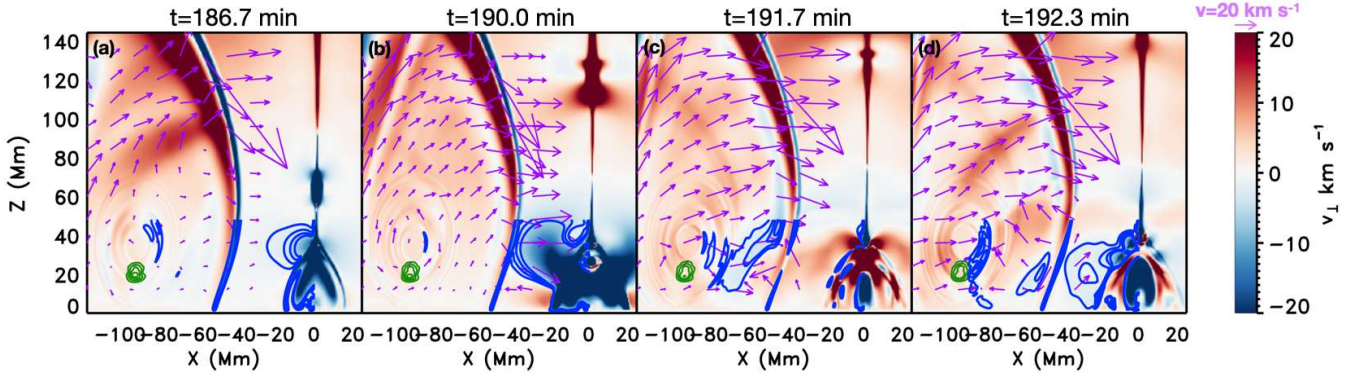 t=186.7 min t=190.0 min t=191.7 min t=192.3 min v=20 km s⁻¹
(a) (b) (c) (d)
140
120
100
80
60
40
20
0
Z (Mm)
−100−80 −60 −40 −20 0 20
−100−80 −60 −40 −20 0 20
−100−80 −60 −40 −20 0 20
−100−80 −60 −40 −20 0 20
X (Mm) X (Mm) X (Mm) X (Mm)
20
10
0
−10
−20
v⊥ km s⁻¹